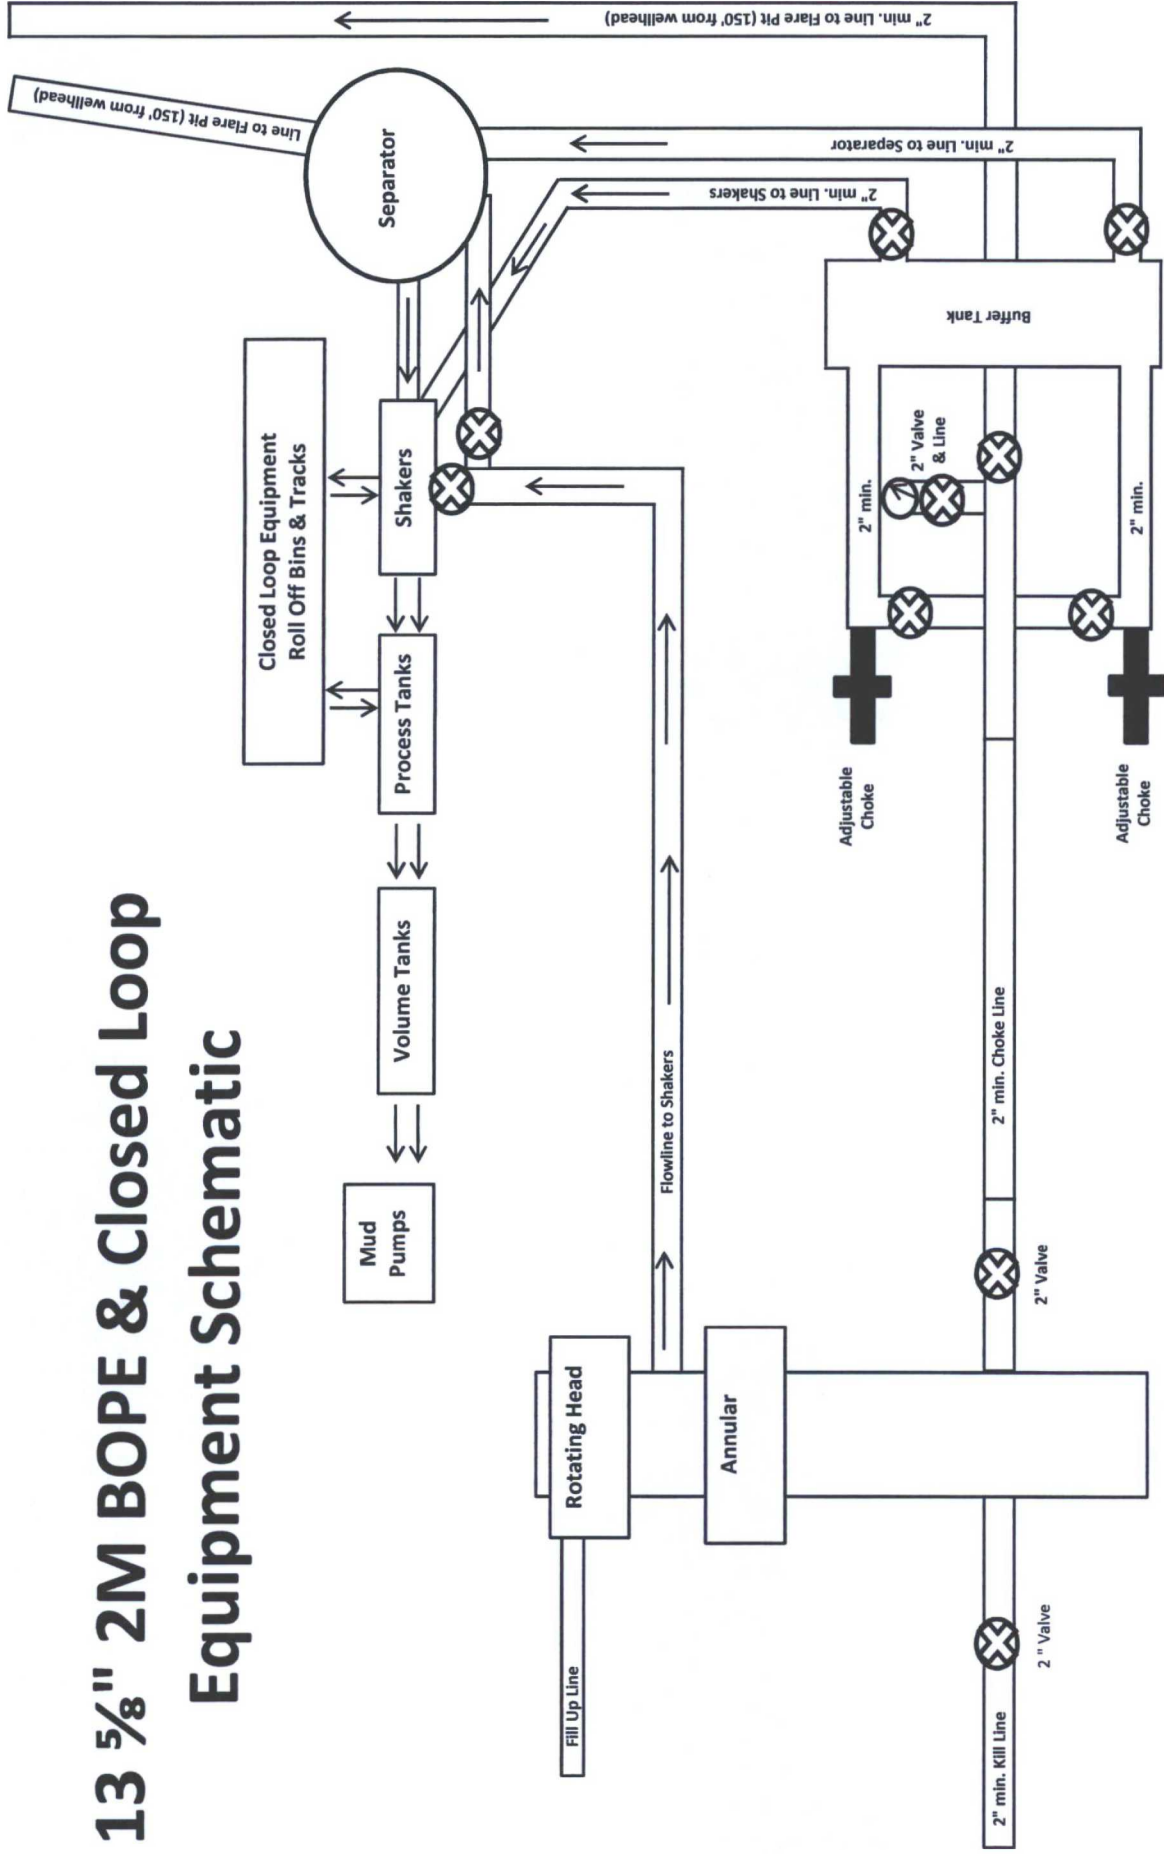 13 ⅝" 2M BOPE & Closed Loop
Equipment Schematic
Closed Loop Equipment
Roll Off Bins & Tracks
Mud
Pumps
Volume Tanks
Process Tanks
Shakers
Separator
Line to Flare Pit (150' from wellhead)
2" min. Line to Flare Pit (150' from wellhead)
2" min. Line to Separator
2" min. Line to Shakers
Fill Up Line
Rotating Head
Annular
Flowline to Shakers
2" min. Kill Line
2 " Valve
2" Valve
2" min. Choke Line
Adjustable
Choke
Adjustable
Choke
2" min.
2" Valve
& Line
2" min.
Buffer Tank